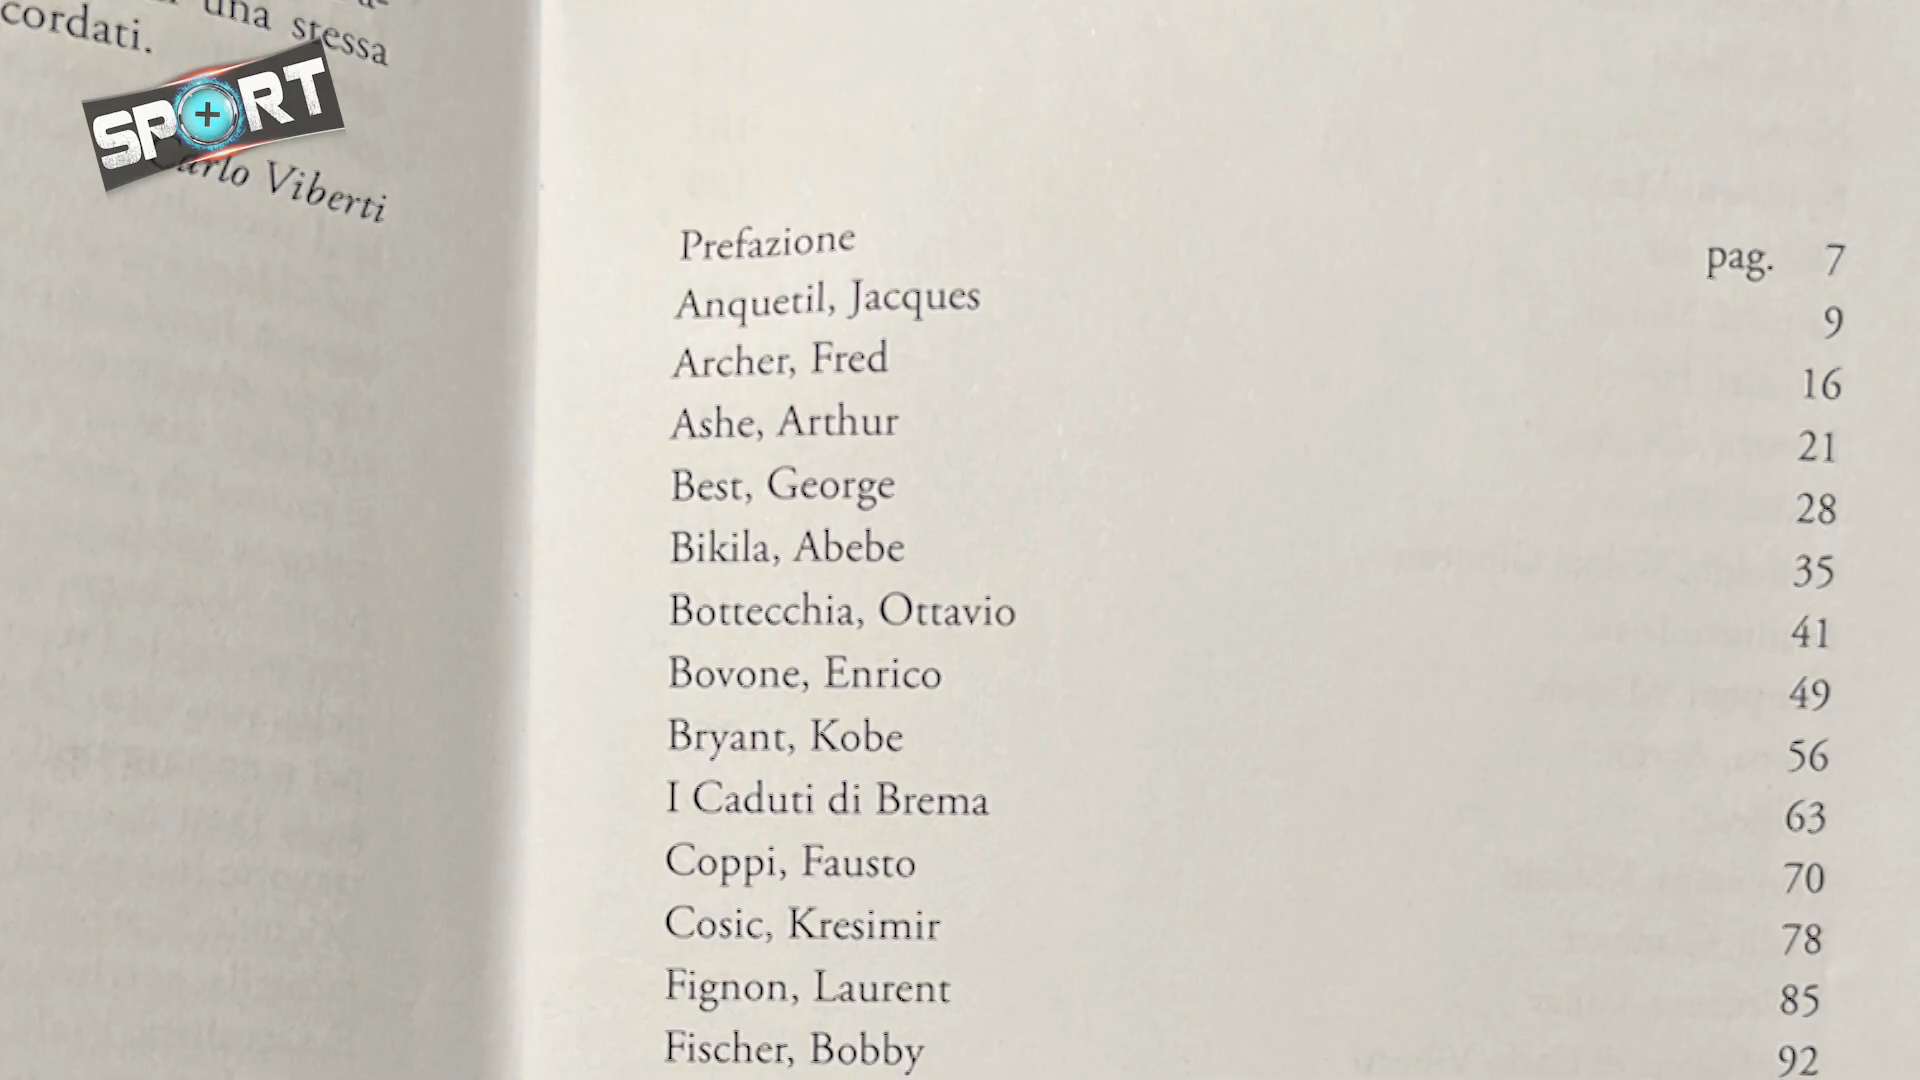 una stessa
cordati.
SPORT
Carlo Viberti
Prefazione pag. 7
Anquetil, Jacques 9
Archer, Fred 16
Ashe, Arthur 21
Best, George 28
Bikila, Abebe 35
Bottecchia, Ottavio 41
Bovone, Enrico 49
Bryant, Kobe 56
I Caduti di Brema 63
Coppi, Fausto 70
Cosic, Kresimir 78
Fignon, Laurent 85
Fischer, Bobby 92